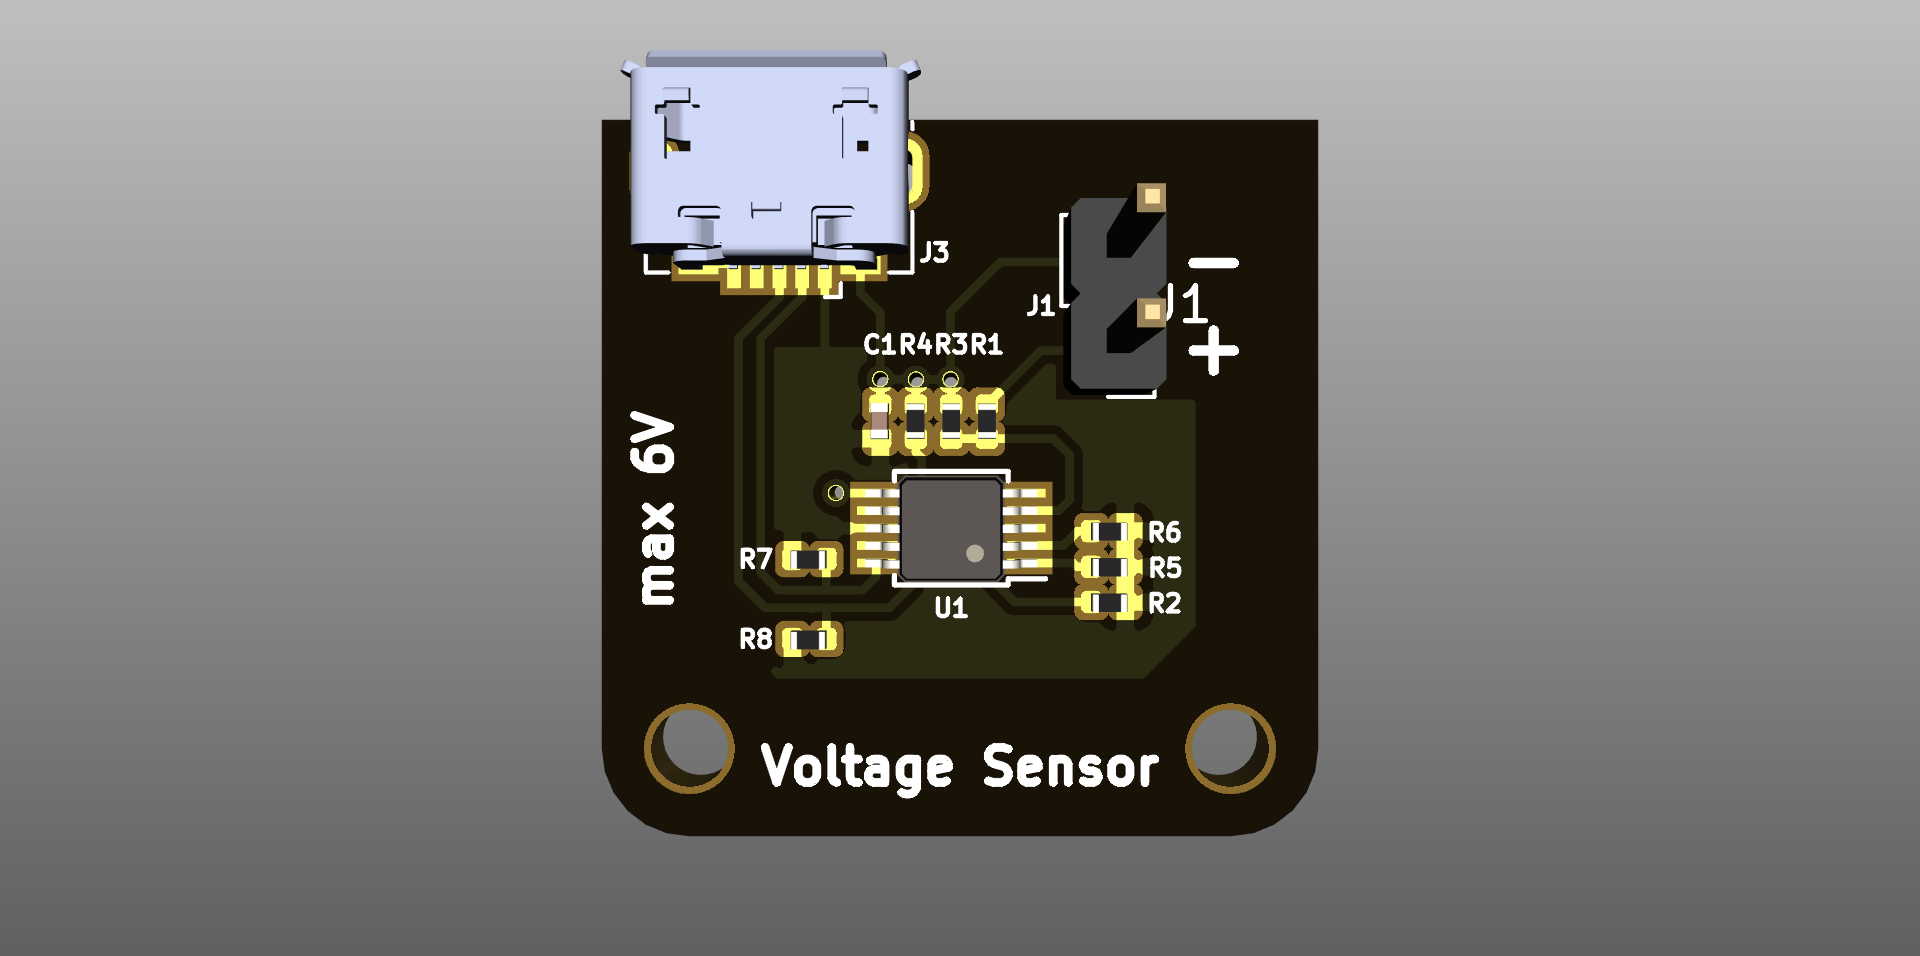 J3
−
J1
J1
+
C1R4R3R1
max 6V
R6
R7
R5
R2
U1
R8
Voltage Sensor